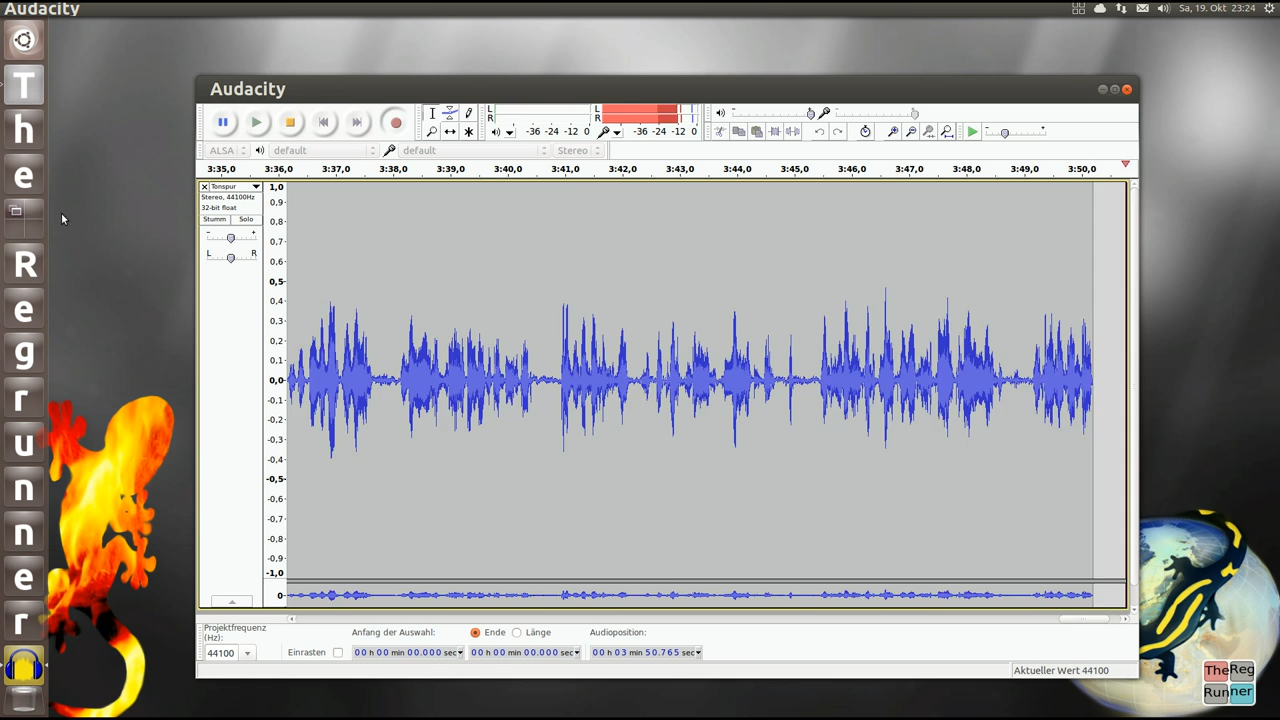 Audacity
Sa, 19. Okt 23:24
T
h
e
R
e
g
r
u
n
n
e
r
Audacity
L
R
-36 -24 -12 0
L
R
-36 -24 -12 0
ALSA
default
default
Stereo
3:35,0 3:36,0 3:37,0 3:38,0 3:39,0 3:40,0 3:41,0 3:42,0 3:43,0 3:44,0 3:45,0 3:46,0 3:47,0 3:48,0 3:49,0 3:50,0
Tonspur
Stereo, 44100Hz
32-bit float
Stumm Solo
- +
L R
1,0
0,9
0,8
0,7
0,6
0,5
0,4
0,3
0,2
0,1
0,0
-0,1
-0,2
-0,3
-0,4
-0,5
-0,6
-0,7
-0,8
-0,9
-1,0
0
Projektfrequenz
(Hz):
44100
Einrasten
Anfang der Auswahl:
Ende
Länge
Audioposition:
00 h 00 min 00.000 sec
00 h 00 min 00.000 sec
00 h 03 min 50.765 sec
Aktueller Wert 44100
The Reg
Run ner